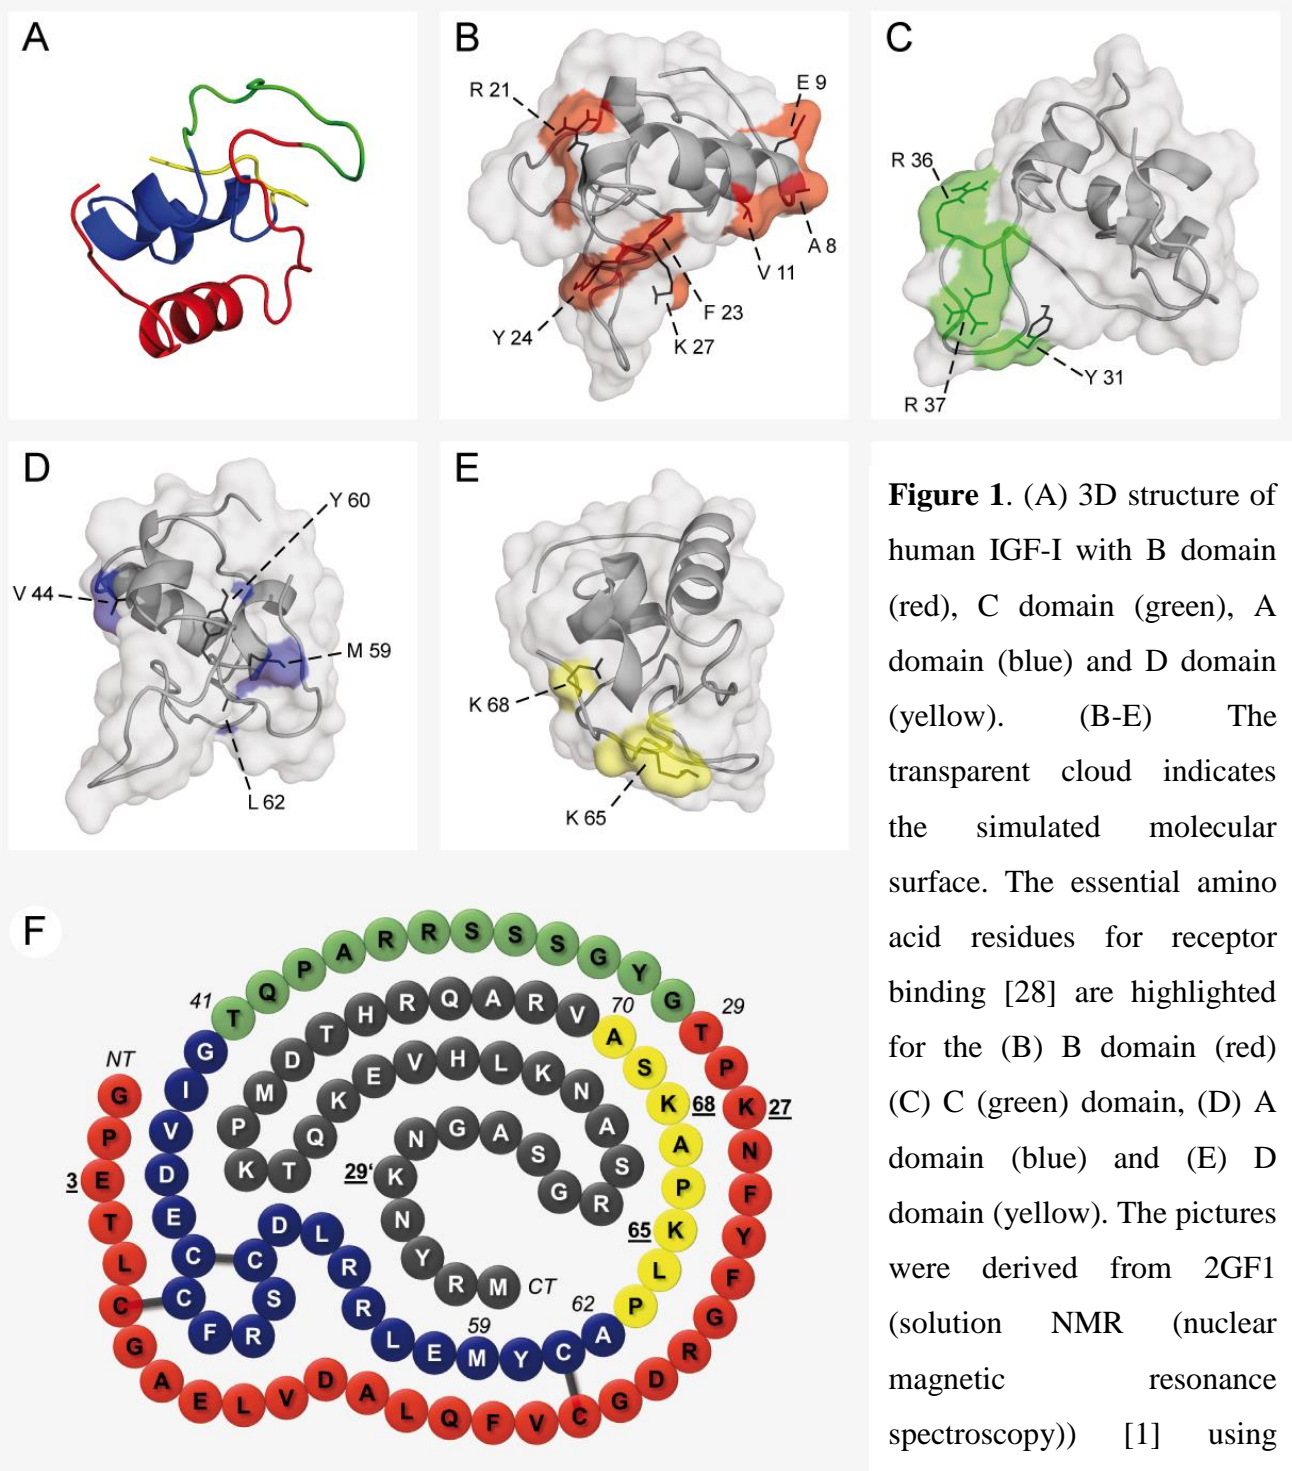 A
B
R 21
E 9
A 8
V 11
F 23
K 27
Y 24
C
R 36
R 37
Y 31
D
V 44
Y 60
M 59
L 62
E
K 68
K 65
Figure 1. (A) 3D structure of
human IGF-I with B domain
(red), C domain (green), A
domain (blue) and D domain
(yellow). (B-E) The
transparent cloud indicates
the simulated molecular
surface. The essential amino
acid residues for receptor
binding [28] are highlighted
for the (B) B domain (red)
(C) C (green) domain, (D) A
domain (blue) and (E) D
domain (yellow). The pictures
were derived from 2GF1
(solution NMR (nuclear
magnetic resonance
spectroscopy)) [1] using
F
NT
G P E T L C G A E L V D A L Q F V C G D R G F Y F N K P T
3
27
29
G Y G S S S R R A P Q T
41
G I V D E C C F R S C D L R R L E M Y C A
59
62
P L K P A K S A
65
68
70
V R A Q R H T D M P K T Q K E V H L K N A S R G S A G N K N Y R M
29‘
CT